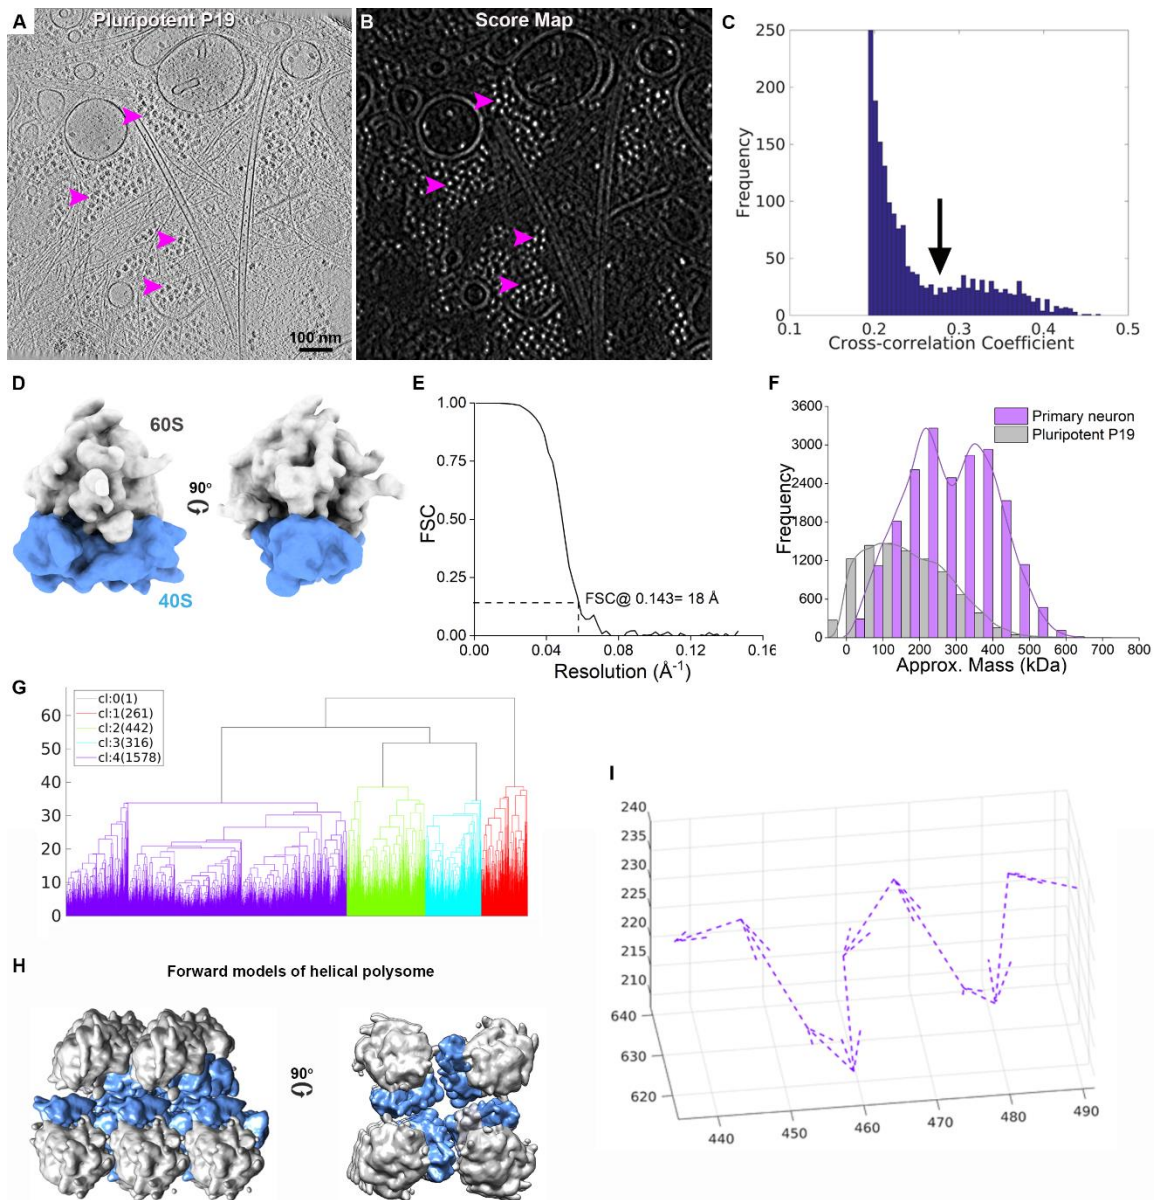 A
Pluripotent P19
100 nm
B
Score Map
C
250
200
150
100
50
0
Frequency
0.1
0.2
0.3
0.4
0.5
Cross-correlation Coefficient
D
60S
90°
40S
E
1.00
0.75
0.50
0.25
0.00
FSC
FSC@ 0.143= 18 Å
0.00
0.04
0.08
0.12
0.16
Resolution (Å-1)
F
3600
3000
2400
1800
1200
600
0
Frequency
Primary neuron
Pluripotent P19
0 100 200 300 400 500 600 700 800
Approx. Mass (kDa)
G
60
50
40
30
20
10
0
cl:0(1)
cl:1(261)
cl:2(442)
cl:3(316)
cl:4(1578)
H
Forward models of helical polysome
90°
I
240
235
230
225
220
215
210
640
630
620
440
450
460
470
480
490